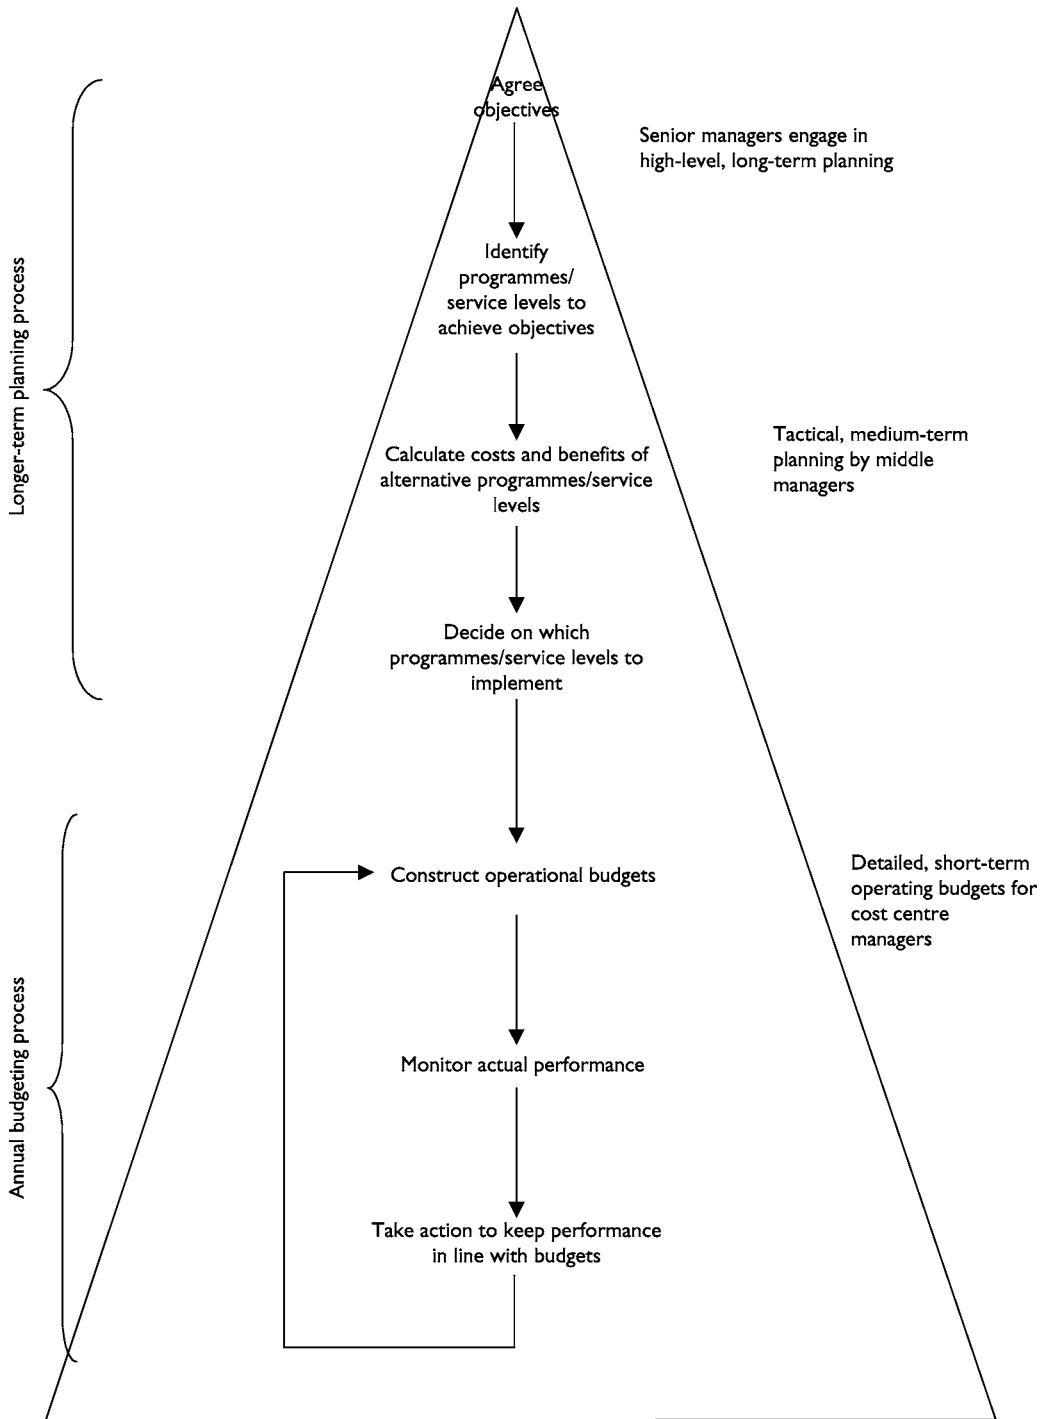 Agree
objectives
Senior managers engage in
high-level, long-term planning
Identify
programmes/
service levels to
achieve objectives
Longer-term planning process
Tactical, medium-term
planning by middle
managers
Calculate costs and benefits of
alternative programmes/service
levels
Decide on which
programmes/service levels to
implement
Construct operational budgets
Detailed, short-term
operating budgets for
cost centre
managers
Annual budgeting process
Monitor actual performance
Take action to keep performance
in line with budgets